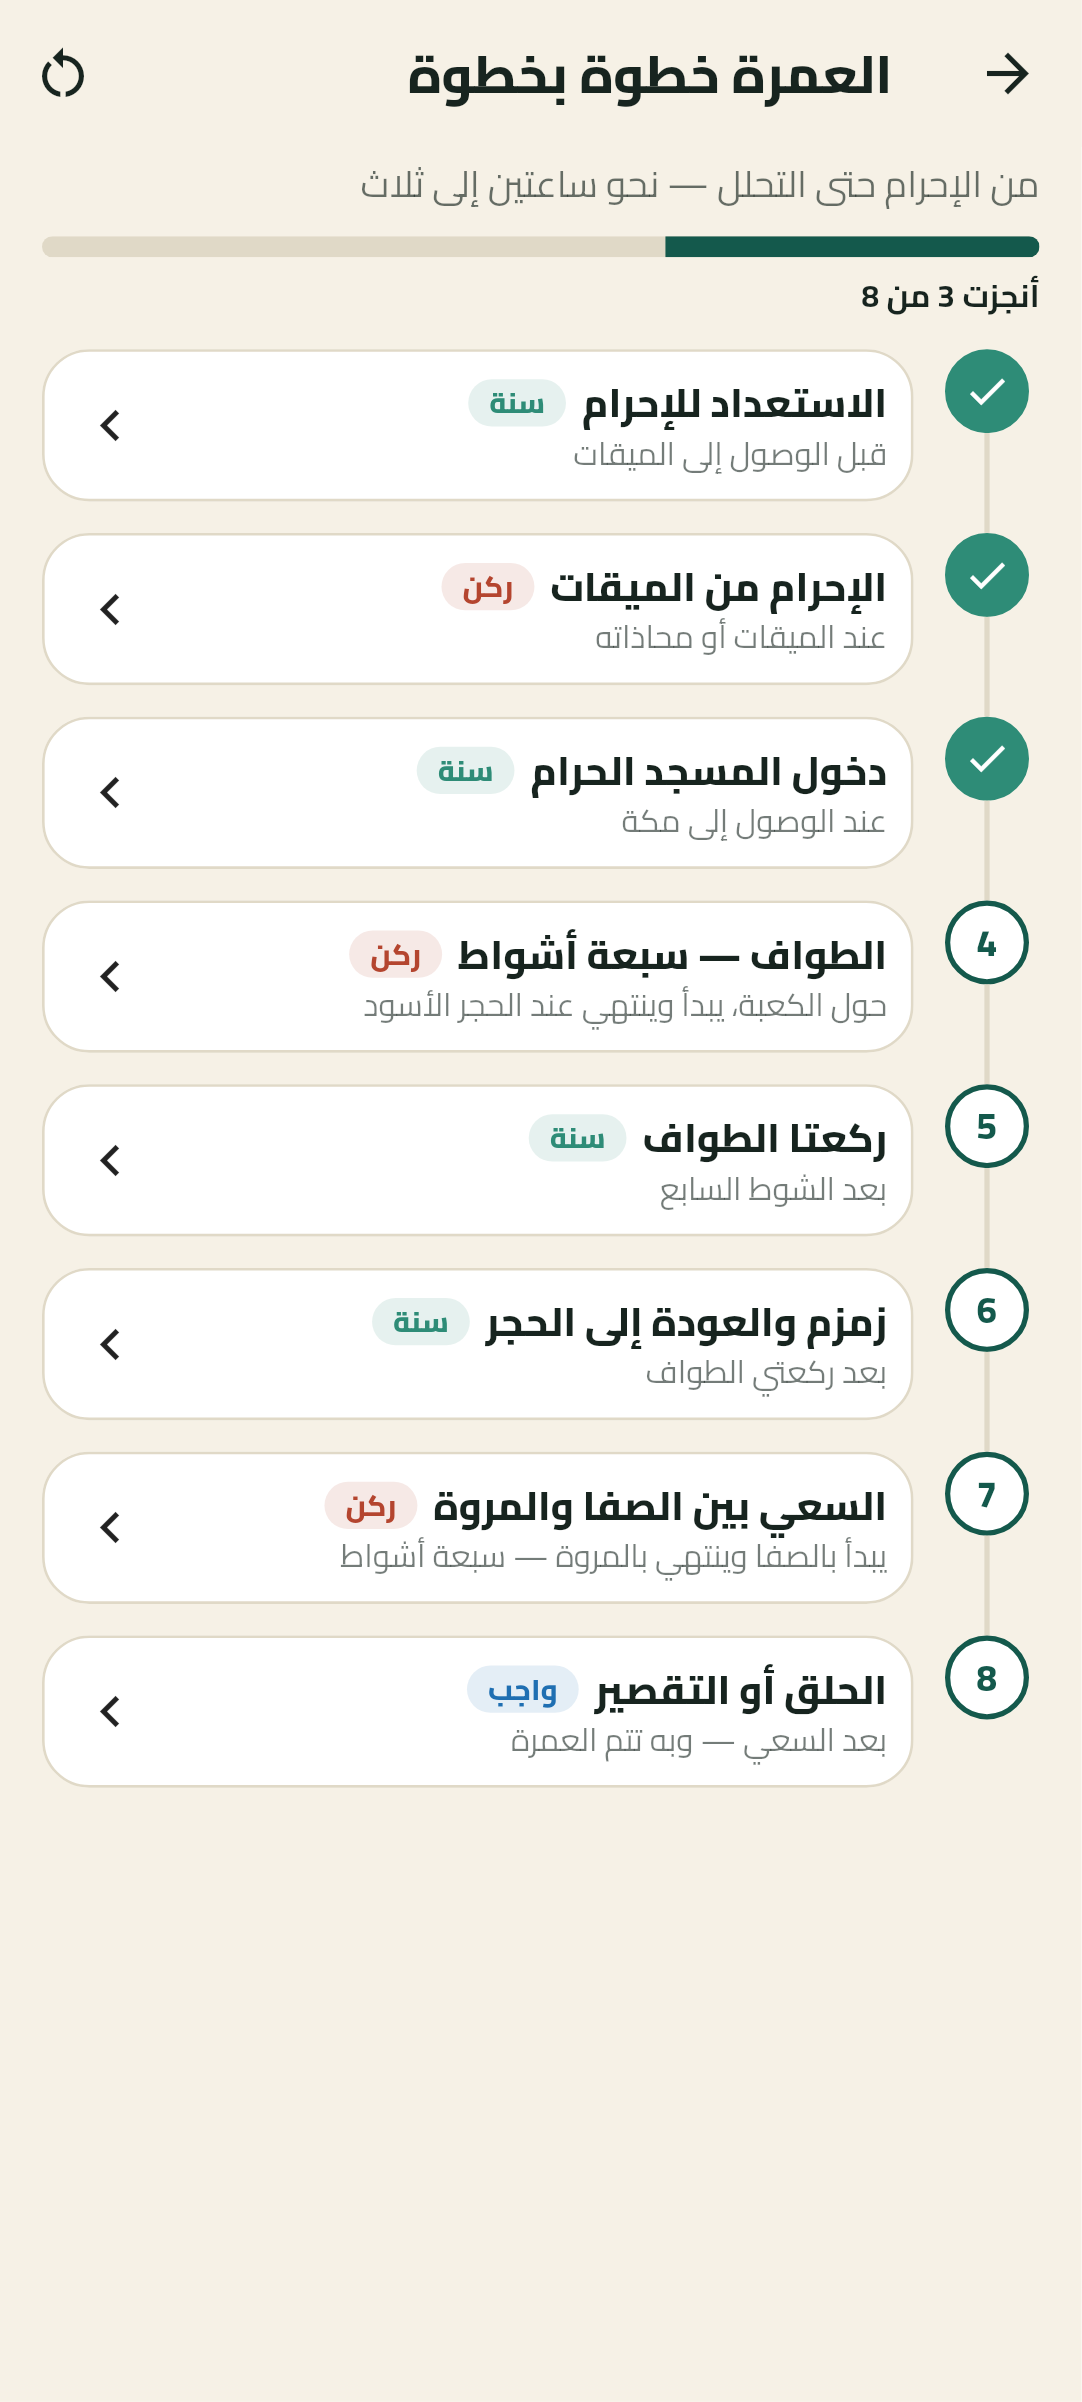 العمرة خطوة بخطوة
من الإحرام حتى التحلل — نحو ساعتين إلى ثلاث
أنجزت 3 من 8
الاستعداد للإحرام سنة
قبل الوصول إلى الميقات
الإحرام من الميقات ركن
عند الميقات أو محاذاته
دخول المسجد الحرام سنة
عند الوصول إلى مكة
4 الطواف — سبعة أشواط ركن
حول الكعبة، يبدأ وينتهي عند الحجر الأسود
5 ركعتا الطواف سنة
بعد الشوط السابع
6 زمزم والعودة إلى الحجر سنة
بعد ركعتي الطواف
7 السعي بين الصفا والمروة ركن
يبدأ بالصفا وينتهي بالمروة — سبعة أشواط
8 الحلق أو التقصير واجب
بعد السعي — وبه تتم العمرة